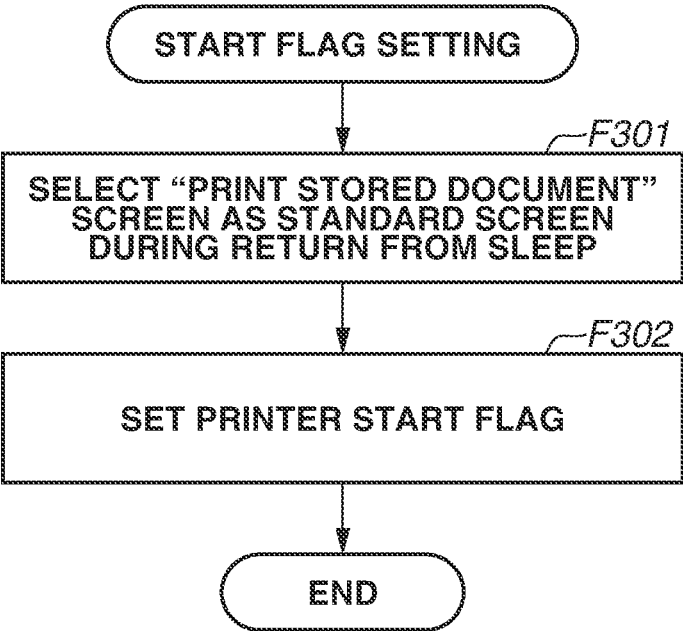 START FLAG SETTING
F301
SELECT “PRINT STORED DOCUMENT”
SCREEN AS STANDARD SCREEN
DURING RETURN FROM SLEEP
F302
SET PRINTER START FLAG
END